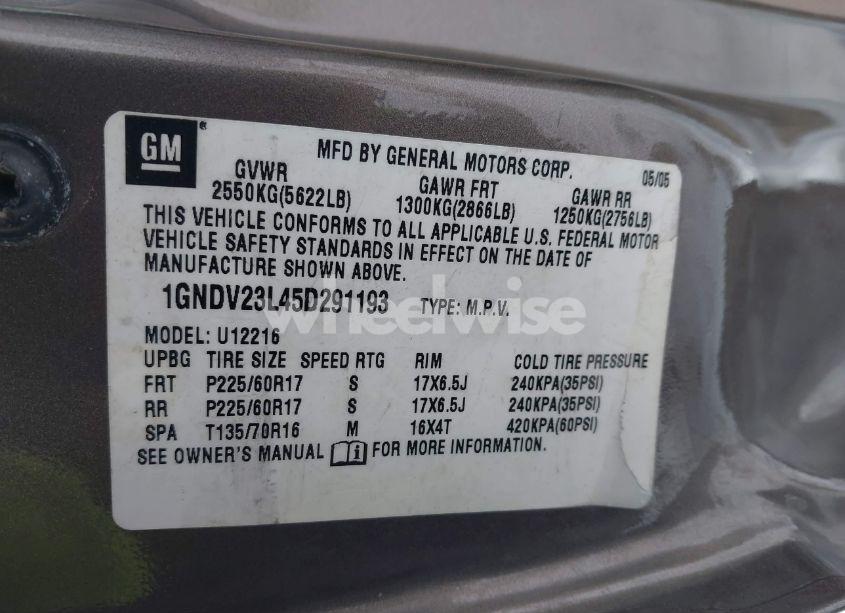 GM®
MFD BY GENERAL MOTORS CORP. 05/05
GVWR GAWR FRT GAWR RR
2550KG(5622LB) 1300KG(2866LB) 1250KG(2756LB)
THIS VEHICLE CONFORMS TO ALL APPLICABLE U.S. FEDERAL MOTOR
VEHICLE SAFETY STANDARDS IN EFFECT ON THE DATE OF
MANUFACTURE SHOWN ABOVE.
1GNDV23L45D291193 TYPE: M.P.V.
wheelwise
MODEL: U12216
UPBG TIRE SIZE SPEED RTG RIM COLD TIRE PRESSURE
FRT P225/60R17 S 17X6.5J 240KPA(35PSI)
RR P225/60R17 S 17X6.5J 240KPA(35PSI)
SPA T135/70R16 M 16X4T 420KPA(60PSI)
SEE OWNER'S MANUAL i FOR MORE INFORMATION.